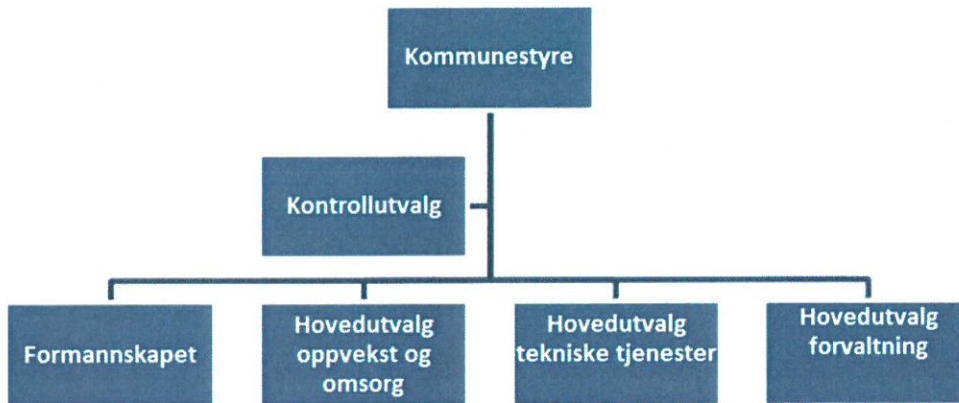 Kommunestyre
Kontrollutvalg
Formannskapet
Hovedutvalg
oppvekst og
omsorg
Hovedutvalg
tekniske tjenester
Hovedutvalg
forvaltning